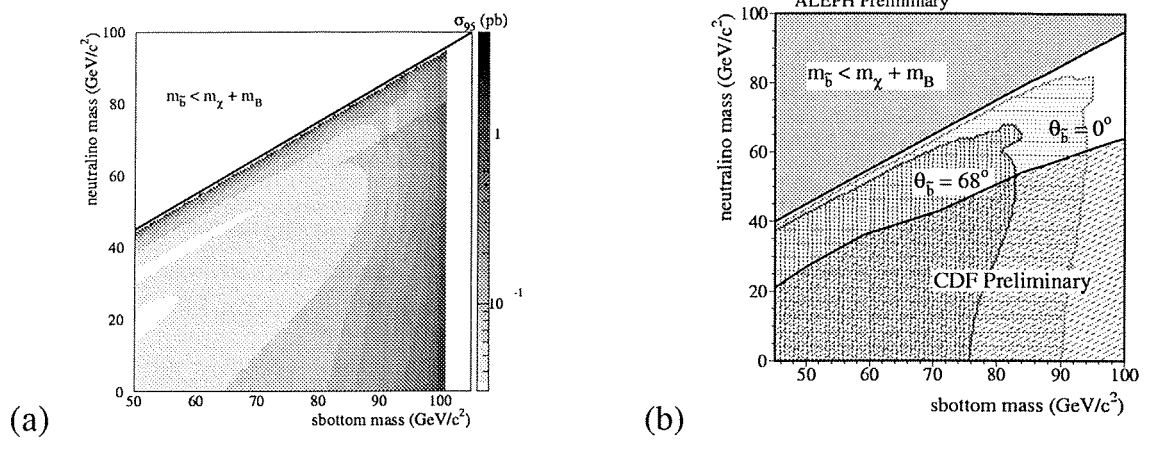 σ₉₅ (pb)
100
80
60
40
20
0
neutralino mass (GeV/c²)
m_b̃ < m_χ + m_B
1
10⁻¹
50 60 70 80 90 100
sbottom mass (GeV/c²)
(a)
ALEPH Preliminary
100
80
60
40
20
0
neutralino mass (GeV/c²)
m_b̃ < m_χ + m_B
θ_b̃ = 0°
θ_b̃ = 68°
CDF Preliminary
50 60 70 80 90 100
sbottom mass (GeV/c²)
(b)